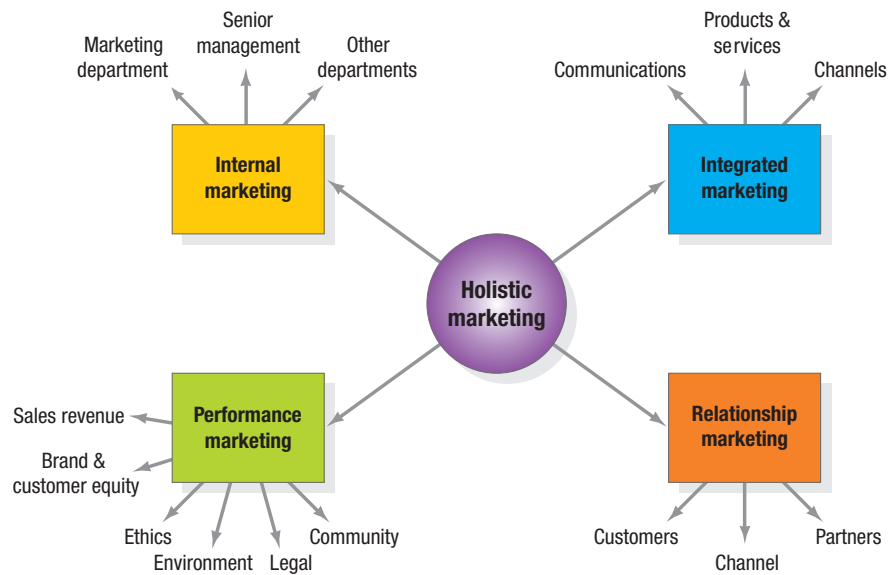 Senior
management
Marketing
department
Other
departments
Products &
services
Communications
Channels
Internal
marketing
Integrated
marketing
Holistic
marketing
Performance
marketing
Relationship
marketing
Sales revenue
Brand &
customer equity
Ethics
Environment
Legal
Community
Customers
Channel
Partners